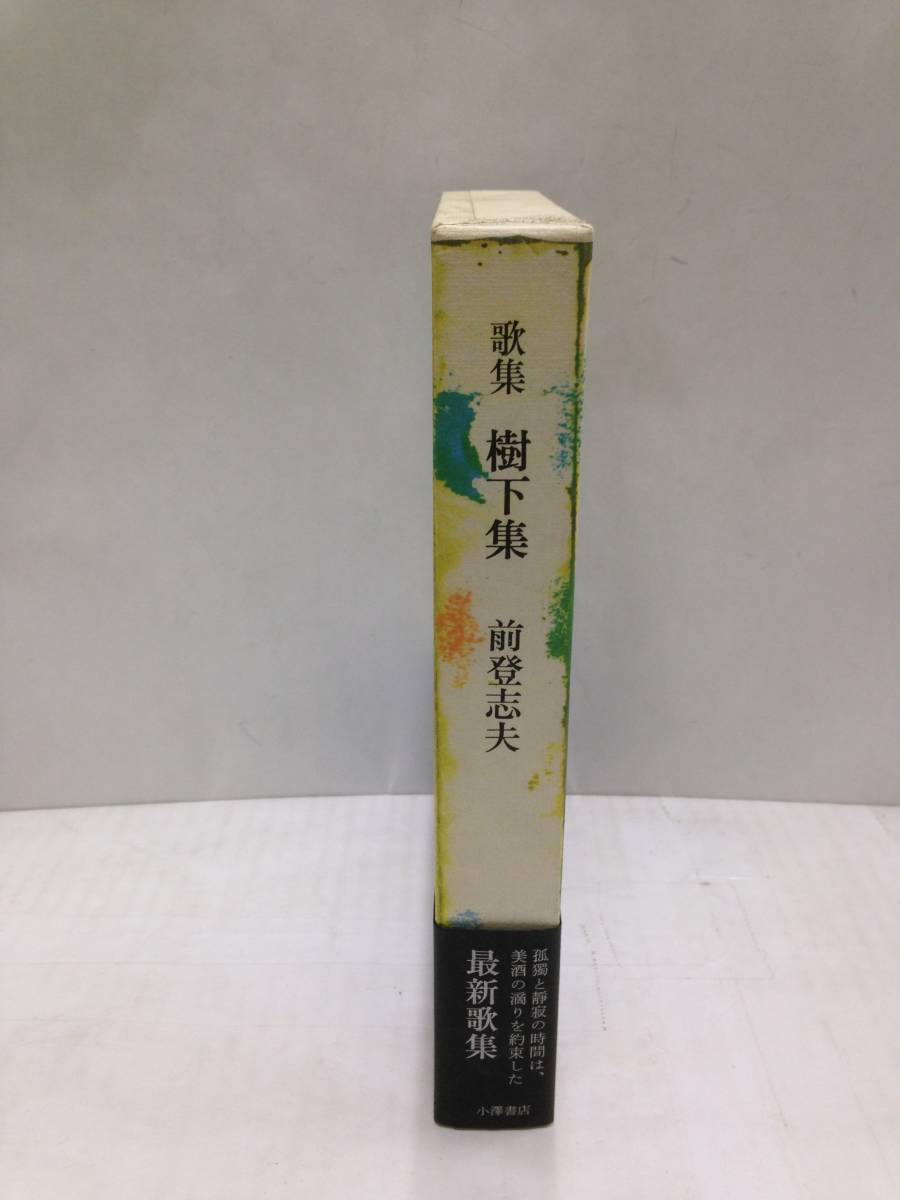 歌集 樹下集 前登志夫
孤獨と靜寂の時間は、
美酒の滴りを約束した
最新歌集
小澤書店